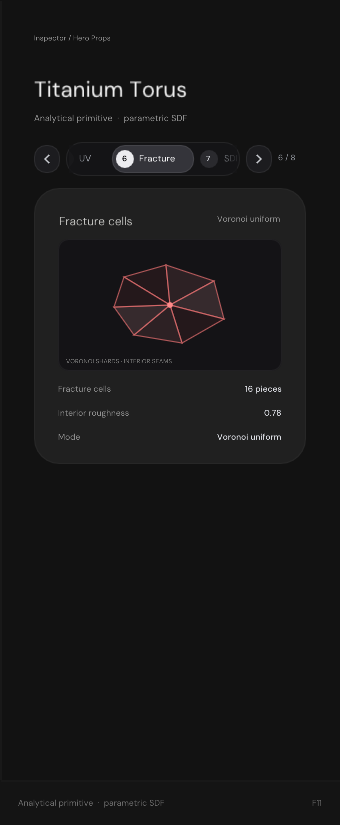 Inspector / Hero Props
Titanium Torus
Analytical primitive · parametric SDF
UV 6 Fracture 7 SD 6 / 8
Fracture cells Voronoi uniform
VORONOI SHARDS · INTERIOR SEAMS
Fracture cells 16 pieces
Interior roughness 0.78
Mode Voronoi uniform
Analytical primitive · parametric SDF F11